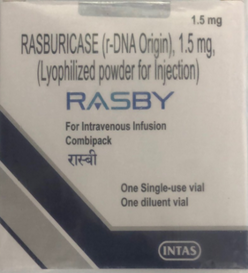 1.5 mg
RASBURICASE (r-DNA Origin), 1.5 mg,
(Lyophilized powder for Injection)
RASBY
For Intravenous Infusion
Combipack
रास्बी
One Single-use vial
One diluent vial
INTAS